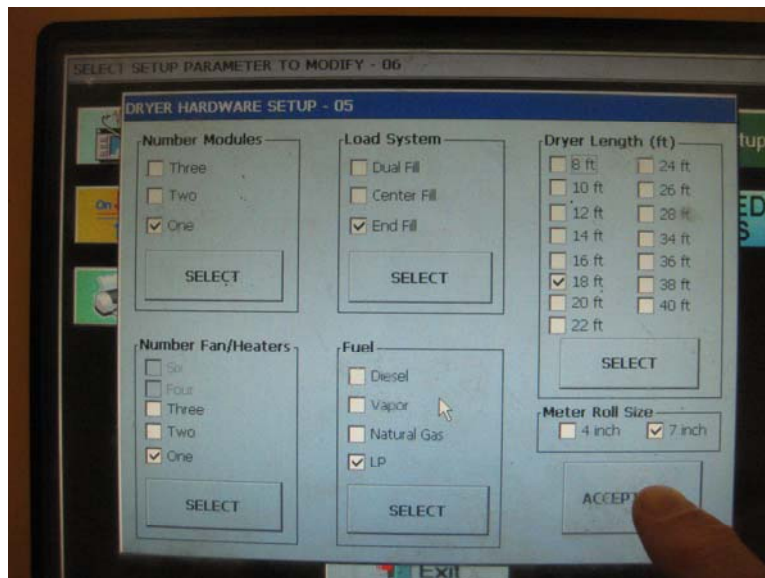 SELECT SETUP PARAMETER TO MODIFY - 06
DRYER HARDWARE SETUP - 05
Number Modules
Three
Two
One
SELECT
Load System
Dual Fill
Center Fill
End Fill
SELECT
Dryer Length (ft)
8 ft
10 ft
12 ft
14 ft
16 ft
18 ft
20 ft
22 ft
24 ft
26 ft
28 ft
34 ft
36 ft
38 ft
40 ft
SELECT
Number Fan/Heaters
Six
Four
Three
Two
One
SELECT
Fuel
Diesel
Vapor
Natural Gas
LP
SELECT
Meter Roll Size
4 inch
7 inch
ACCEPT
tup
ED
S
On
Exit